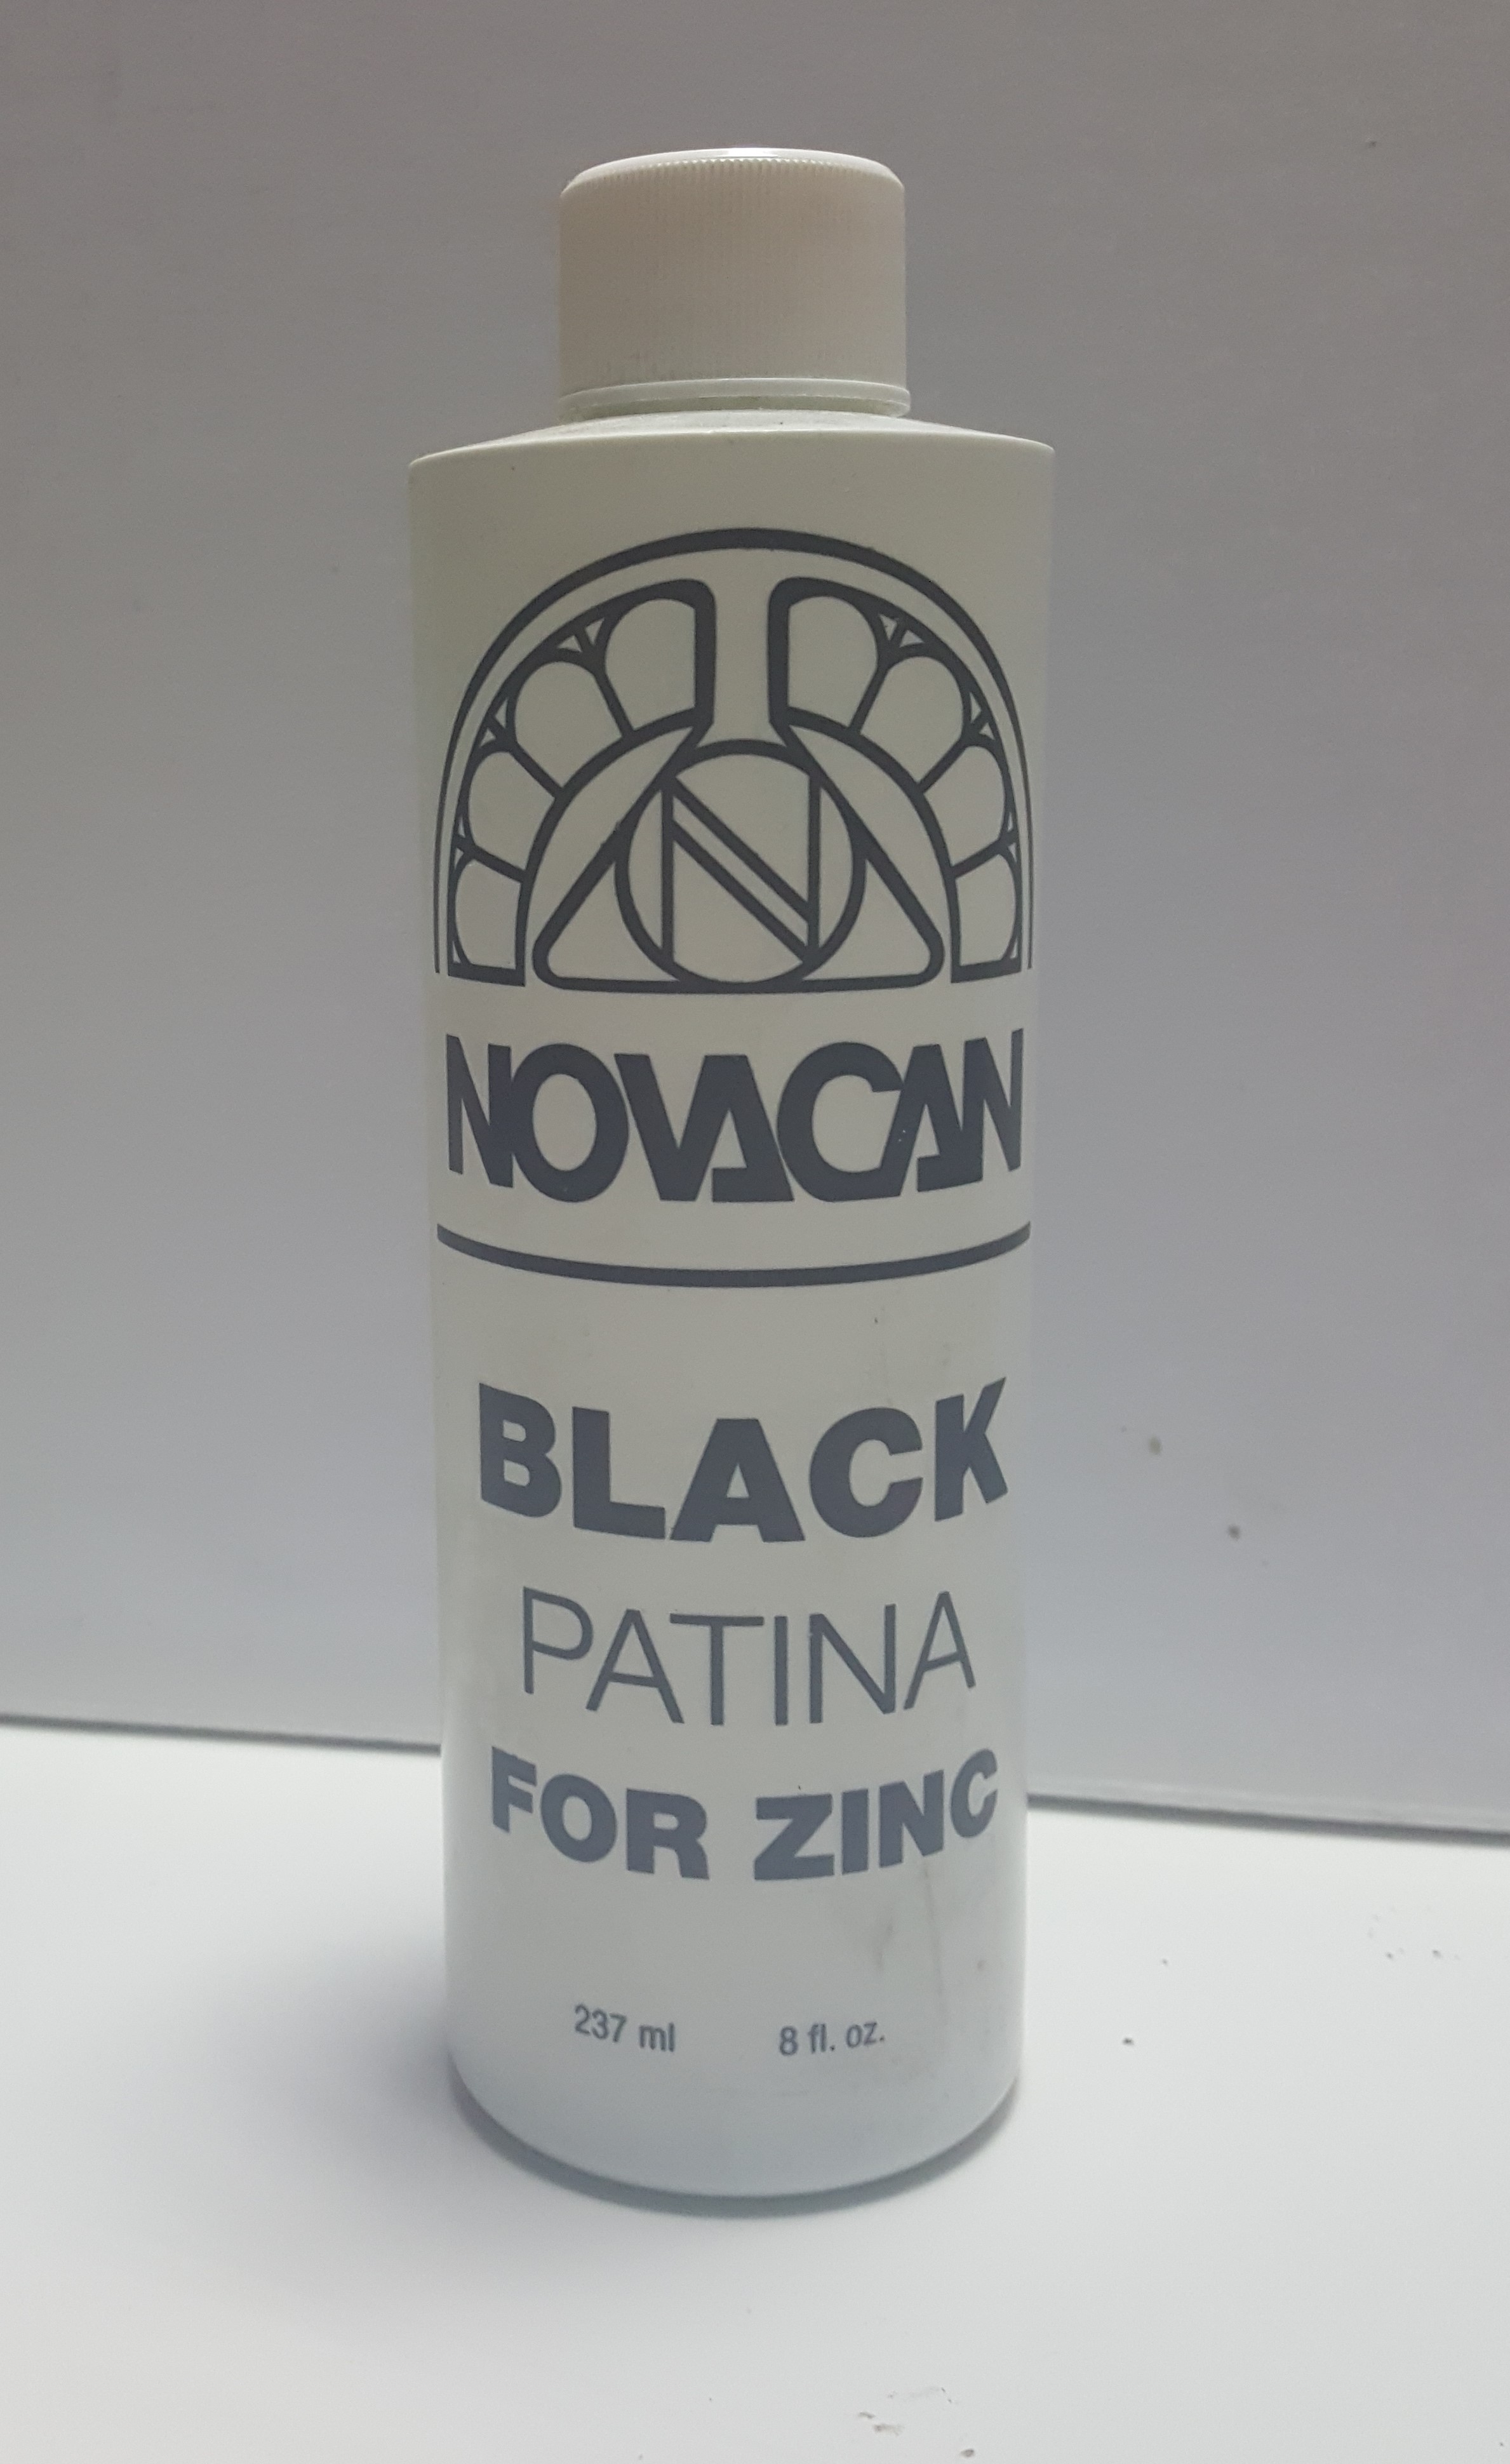 N
NOVACAN
BLACK
PATINA
FOR ZINC
237 ml 8 fl. oz.